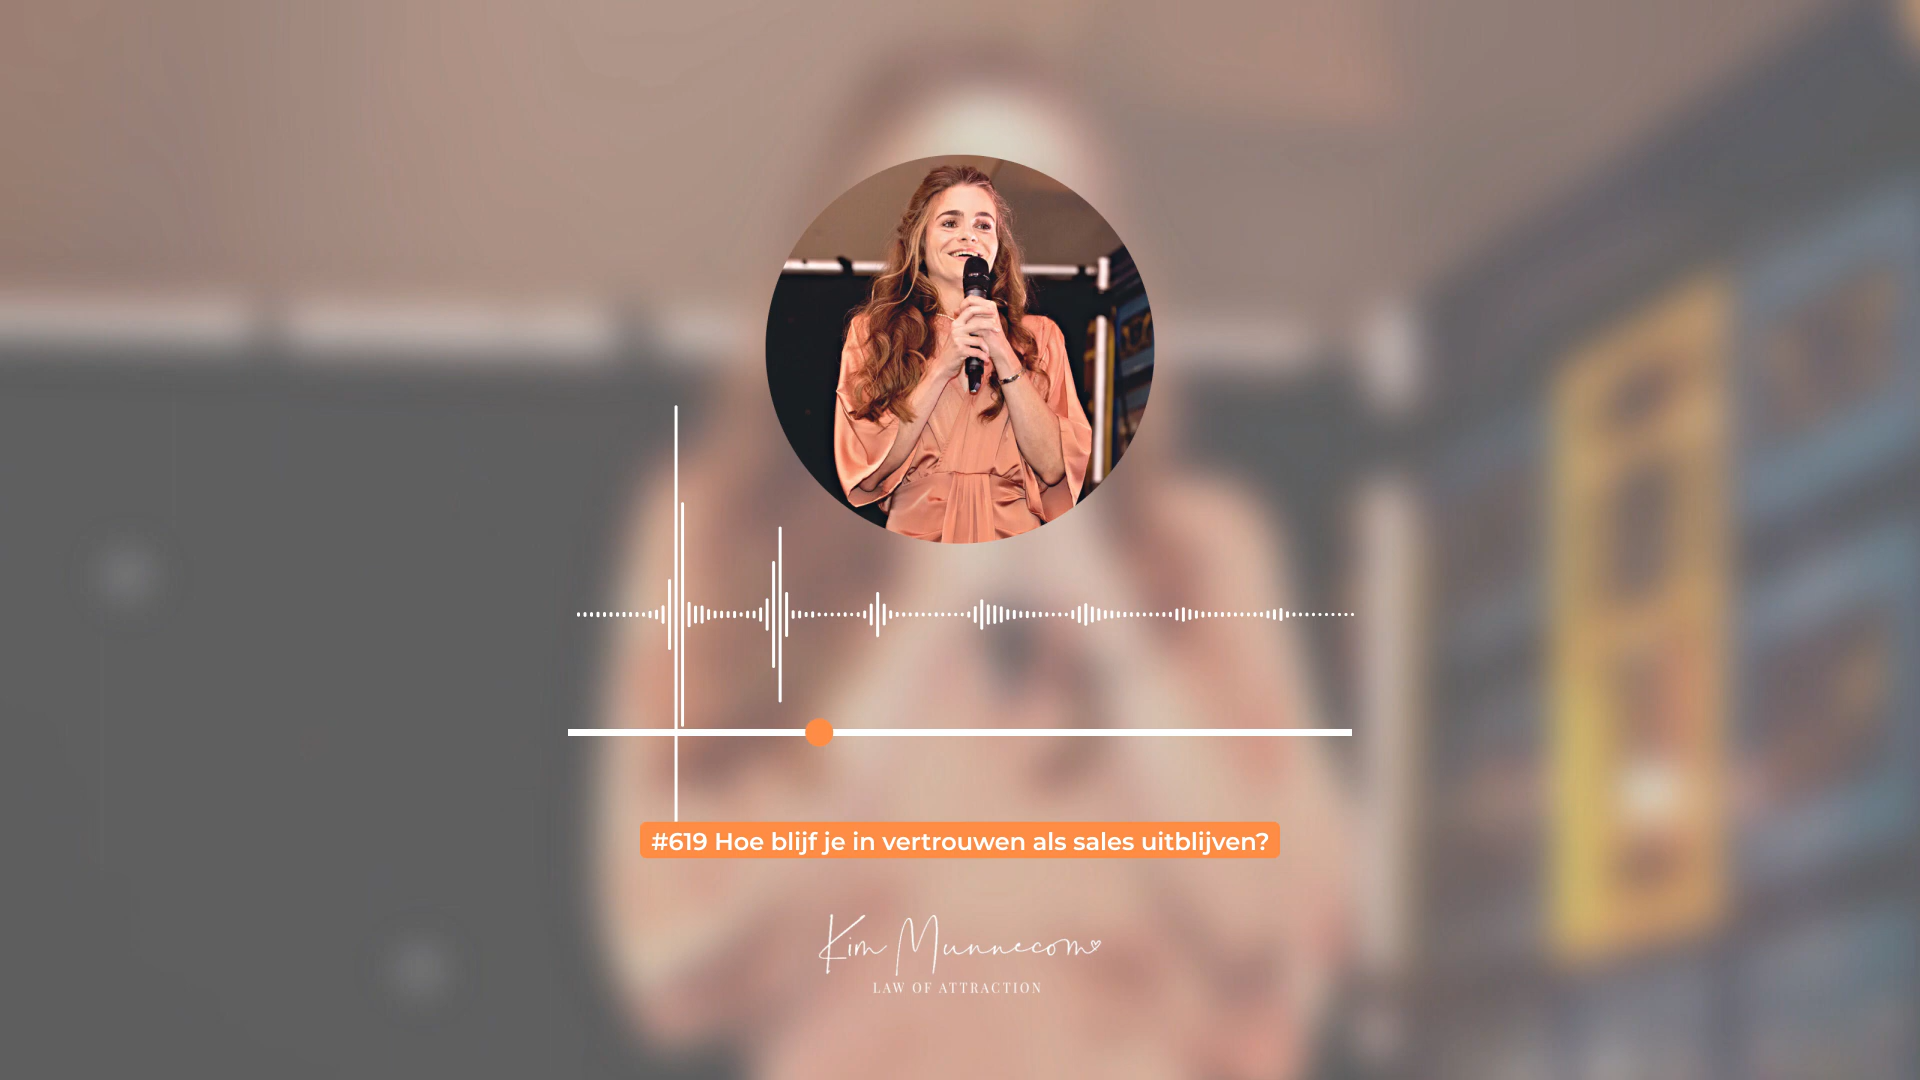 #619 Hoe blijf je in vertrouwen als sales uitblijven?
Kim Munnecom
LAW OF ATTRACTION